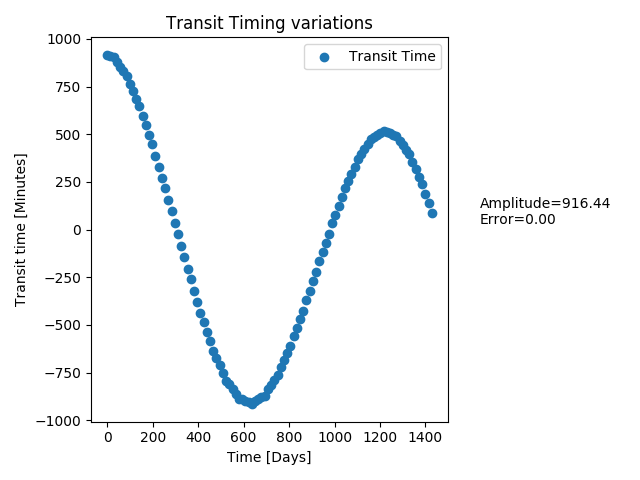 Transit Timing variations
Transit Time
1000
750
500
250
0
−250
−500
−750
−1000
Transit time [Minutes]
0
200
400
600
800
1000
1200
1400
Time [Days]
Amplitude=916.44
Error=0.00